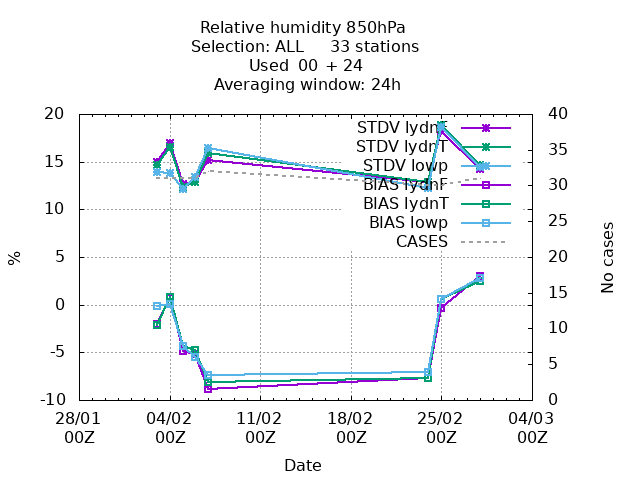 Relative humidity 850hPa
Selection: ALL 33 stations
Used 00 + 24
Averaging window: 24h
20
15
10
5
0
-5
-10
%
40
35
30
25
20
15
10
5
0
No cases
STDV lydnF
STDV lydnT
STDV lowp
BIAS lydnF
BIAS lydnT
BIAS lowp
CASES
28/01 04/02 11/02 18/02 25/02 04/03
00Z 00Z 00Z 00Z 00Z 00Z
Date